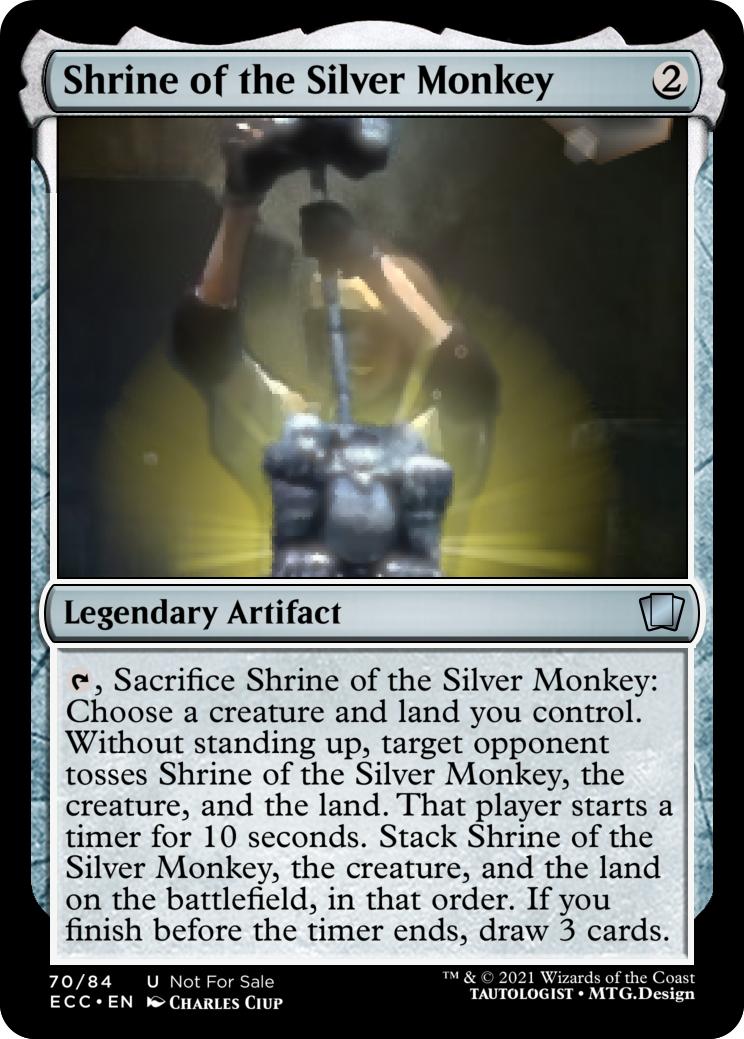 Shrine of the Silver Monkey 2
Legendary Artifact
, Sacrifice Shrine of the Silver Monkey:
Choose a creature and land you control.
Without standing up, target opponent
tosses Shrine of the Silver Monkey, the
creature, and the land. That player starts a
timer for 10 seconds. Stack Shrine of the
Silver Monkey, the creature, and the land
on the battlefield, in that order. If you
finish before the timer ends, draw 3 cards.
70/84 U Not For Sale
ECC • EN CHARLES CIUP
™ & © 2021 Wizards of the Coast
TAUTOLOGIST • MTG.Design